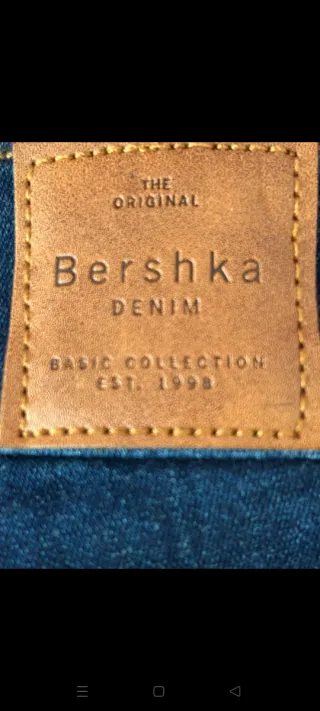 THE
ORIGINAL
Bershka
DENIM
BASIC COLLECTION
EST. 1998